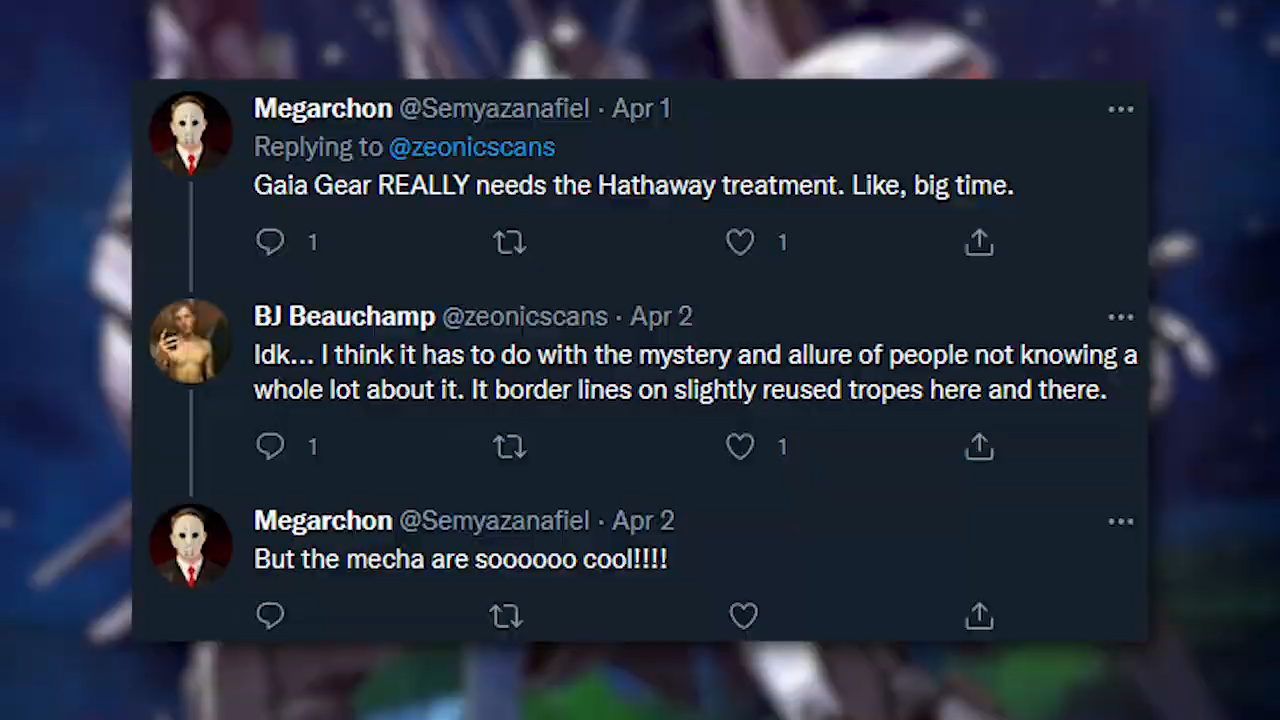 Megarchon @Semyazanafiel · Apr 1
Replying to @zeonicscans
Gaia Gear REALLY needs the Hathaway treatment. Like, big time.
1 1
BJ Beauchamp @zeonicscans · Apr 2
Idk... I think it has to do with the mystery and allure of people not knowing a
whole lot about it. It border lines on slightly reused tropes here and there.
1 1
Megarchon @Semyazanafiel · Apr 2
But the mecha are soooooo cool!!!!